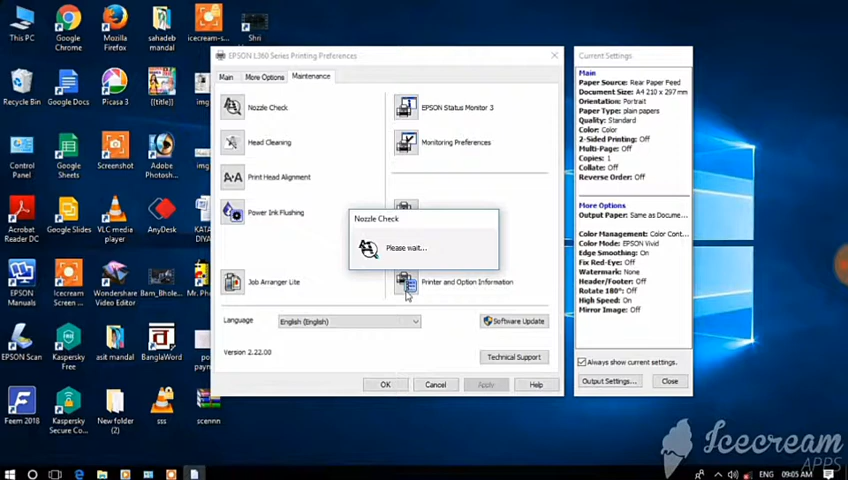 This PC
Google
Chrome
Mozilla
Firefox
sahadeb
mandal
icecream-s...
Shri
Recycle Bin
Google Docs
Picasa 3
{{title}}
img
Control
Panel
Google
Sheets
Screenshot
Adobe
Photosh...
img
Acrobat
Reader DC
Google Slides
VLC media
player
AnyDesk
KATA
DIYA
EPSON
Manuals
Icecream
Screen...
Wondershare
Video Editor
Bam_Bhole...
img
EPSON Scan
Kaspersky
Free
asit mandal
BanglaWord
Feem 2018
Kaspersky
Secure Co...
New folder
(2)
sss
scennn
EPSON L360 Series Printing Preferences
Main
More Options
Maintenance
Nozzle Check
EPSON Status Monitor 3
Head Cleaning
Monitoring Preferences
Print Head Alignment
Power Ink Flushing
Nozzle Check
Please wait...
Job Arranger Lite
Printer and Option Information
Language
English (English)
Software Update
Version 2.22.00
Technical Support
OK
Cancel
Apply
Help
Current Settings
Main
Paper Source: Rear Paper Feed
Document Size: A4 210 x 297 mm
Orientation: Portrait
Paper Type: plain papers
Quality: Standard
Color: Color
2-Sided Printing: Off
Multi-Page: Off
Copies: 1
Collate: Off
Reverse Order: Off
More Options
Output Paper: Same as Docume...
Color Management: Color Cont...
Color Mode: EPSON Vivid
Edge Smoothing: On
Fix Red-Eye: Off
Watermark: None
Header/Footer: Off
Rotate 180°: Off
High Speed: On
Mirror Image: Off
Always show current settings.
Output Settings...
Close
Icecream
APPS
ENG
09:05 AM